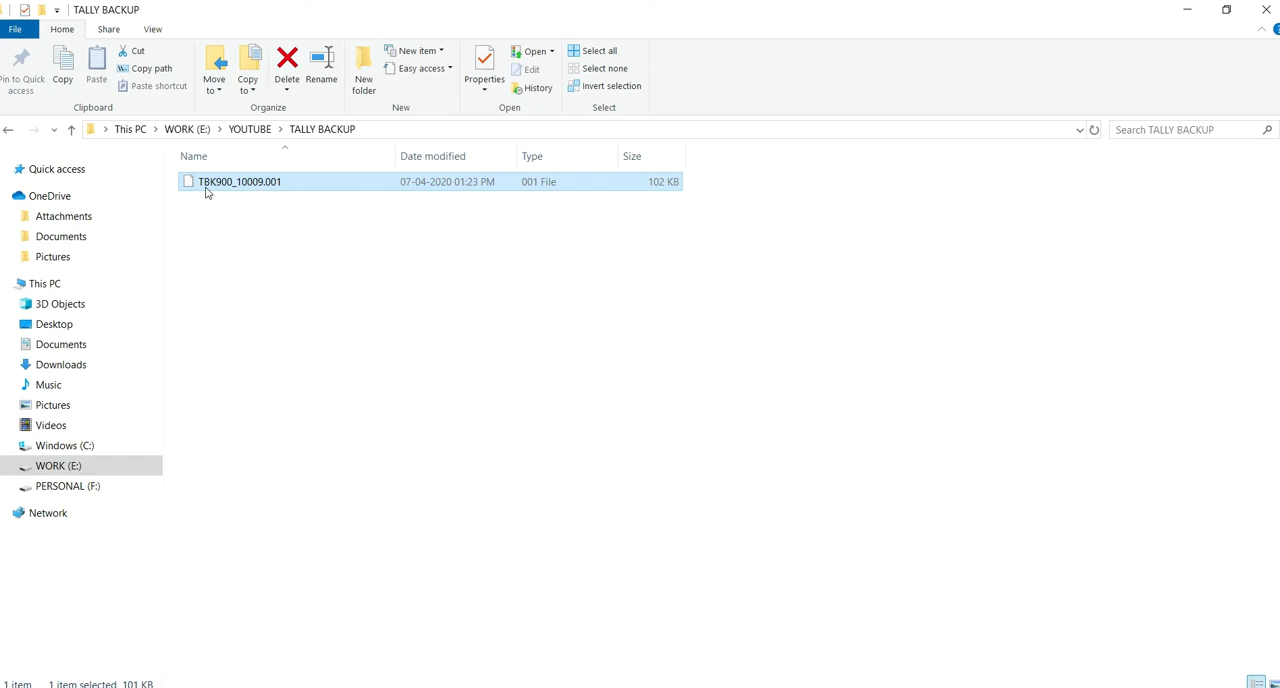 TALLY BACKUP
File Home Share View
Pin to Quick access
Copy
Paste
Cut
Copy path
Paste shortcut
Clipboard
Move to
Copy to
Delete
Rename
Organize
New folder
New item
Easy access
New
Properties
Open
Edit
History
Open
Select all
Select none
Invert selection
Select
This PC > WORK (E:) > YOUTUBE > TALLY BACKUP
Search TALLY BACKUP
Name Date modified Type Size
TBK900_10009.001 07-04-2020 01:23 PM 001 File 102 KB
Quick access
OneDrive
Attachments
Documents
Pictures
This PC
3D Objects
Desktop
Documents
Downloads
Music
Pictures
Videos
Windows (C:)
WORK (E:)
PERSONAL (F:)
Network
1 item 1 item selected 101 KB